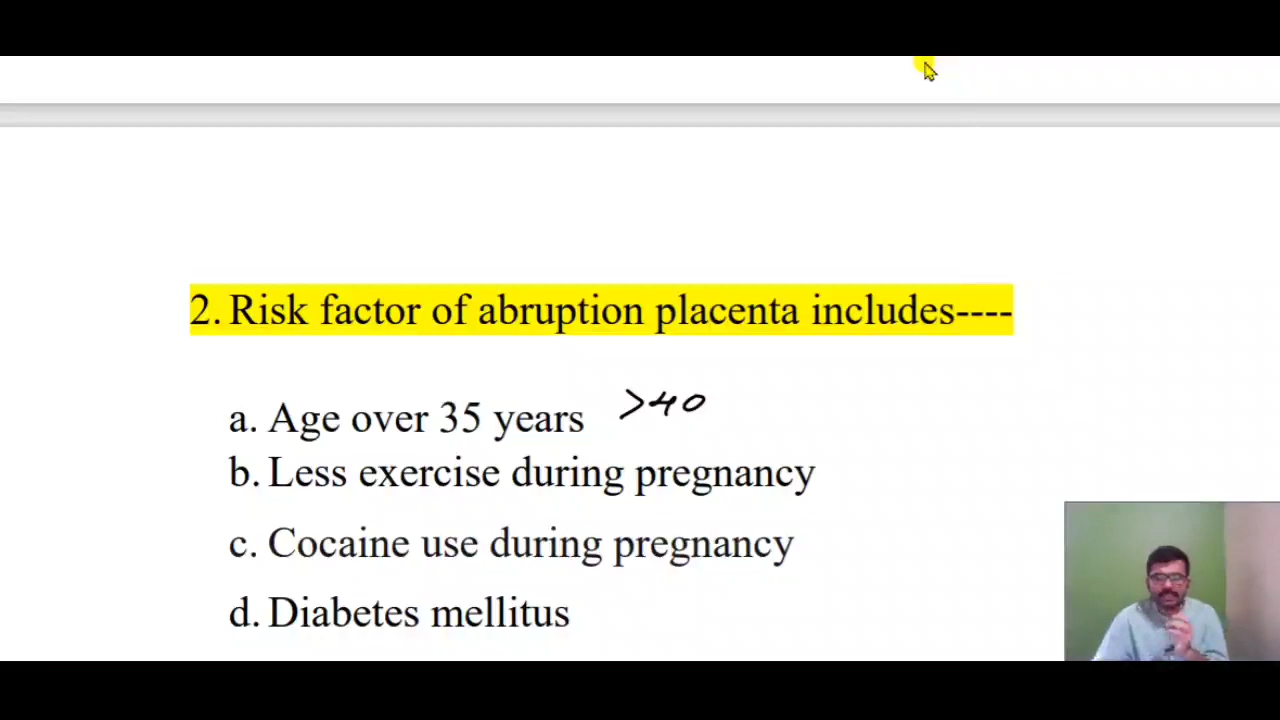 2. Risk factor of abruption placenta includes----
a. Age over 35 years >40
b. Less exercise during pregnancy
c. Cocaine use during pregnancy
d. Diabetes mellitus